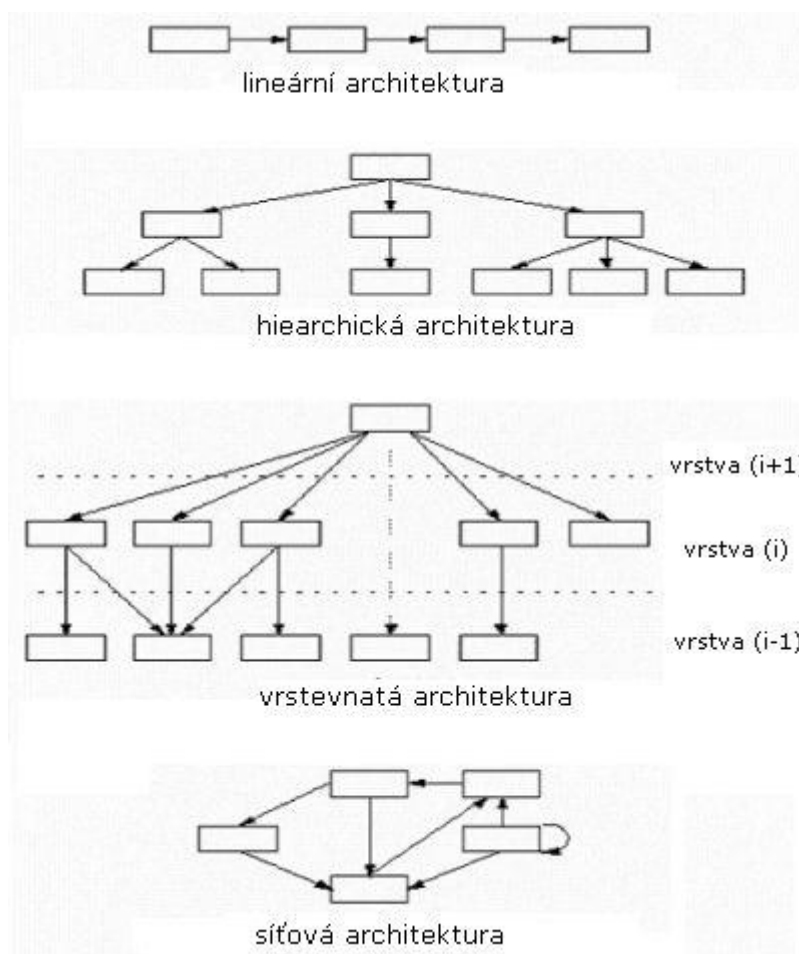 lineární architektura
hiearchická architektura
vrstva (i+1)
vrstva (i)
vrstva (i-1)
vrstevnatá architektura
síťová architektura